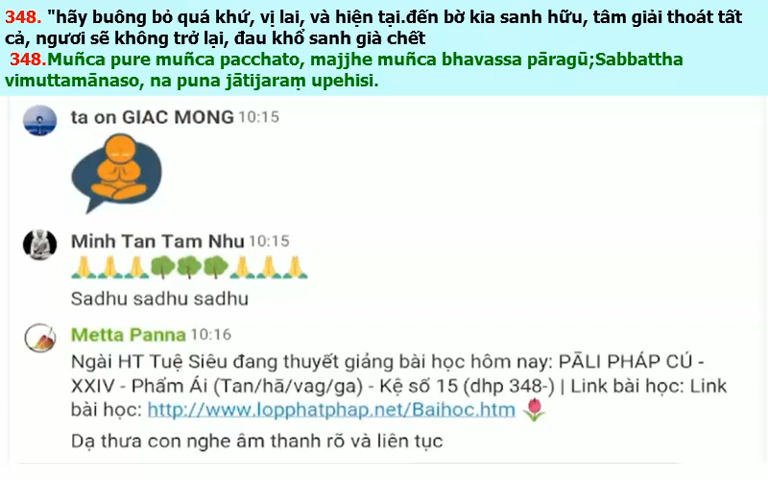 348. "hãy buông bỏ quá khứ, vị lai, và hiện tại.đến bờ kia sanh hữu, tâm giải thoát tất
cả, ngươi sẽ không trở lại, đau khổ sanh già chết
348.Muñca pure muñca pacchato, majjhe muñca bhavassa pāragū;Sabbattha
vimuttamānaso, na puna jātijaraṃ upehisi.
ta on GIAC MONG 10:15
Minh Tan Tam Nhu 10:15
🙏🙏🙏🌳🌳🌳🙏🙏🙏
Sadhu sadhu sadhu
Metta Panna 10:16
Ngài HT Tuệ Siêu đang thuyết giảng bài học hôm nay: PĀLI PHÁP CÚ -
XXIV - Phẩm Ái (Tan/hā/vag/ga) - Kệ số 15 (dhp 348-) | Link bài học: Link
bài học: http://www.lopphatphap.net/Baihoc.htm 🌷
Dạ thưa con nghe âm thanh rõ và liên tục